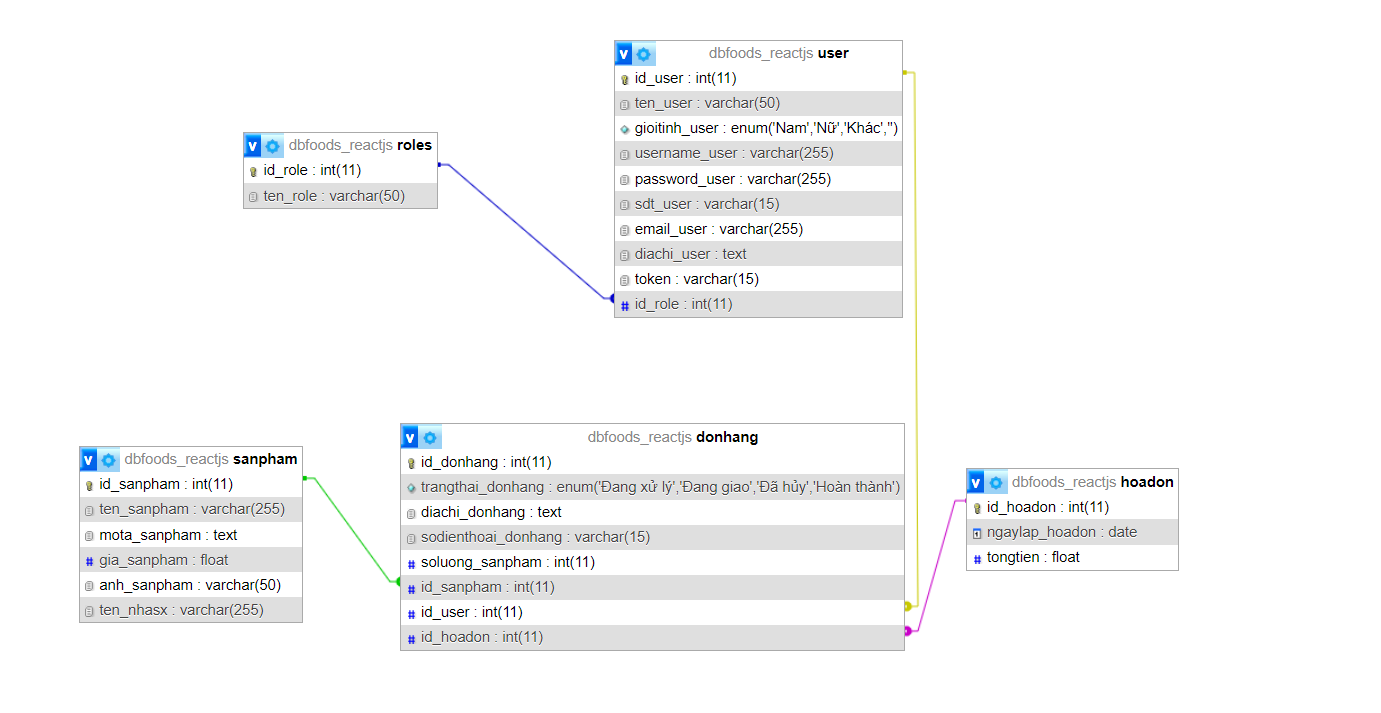 dbfoods_reactjs user
id_user : int(11)
ten_user : varchar(50)
gioitinh_user : enum('Nam','Nữ','Khác','')
username_user : varchar(255)
password_user : varchar(255)
sdt_user : varchar(15)
email_user : varchar(255)
diachi_user : text
token : varchar(15)
id_role : int(11)
dbfoods_reactjs roles
id_role : int(11)
ten_role : varchar(50)
dbfoods_reactjs sanpham
id_sanpham : int(11)
ten_sanpham : varchar(255)
mota_sanpham : text
gia_sanpham : float
anh_sanpham : varchar(50)
ten_nhasx : varchar(255)
dbfoods_reactjs donhang
id_donhang : int(11)
trangthai_donhang : enum('Đang xử lý','Đang giao','Đã hủy','Hoàn thành')
diachi_donhang : text
sodienthoai_donhang : varchar(15)
soluong_sanpham : int(11)
id_sanpham : int(11)
id_user : int(11)
id_hoadon : int(11)
dbfoods_reactjs hoadon
id_hoadon : int(11)
ngaylap_hoadon : date
tongtien : float